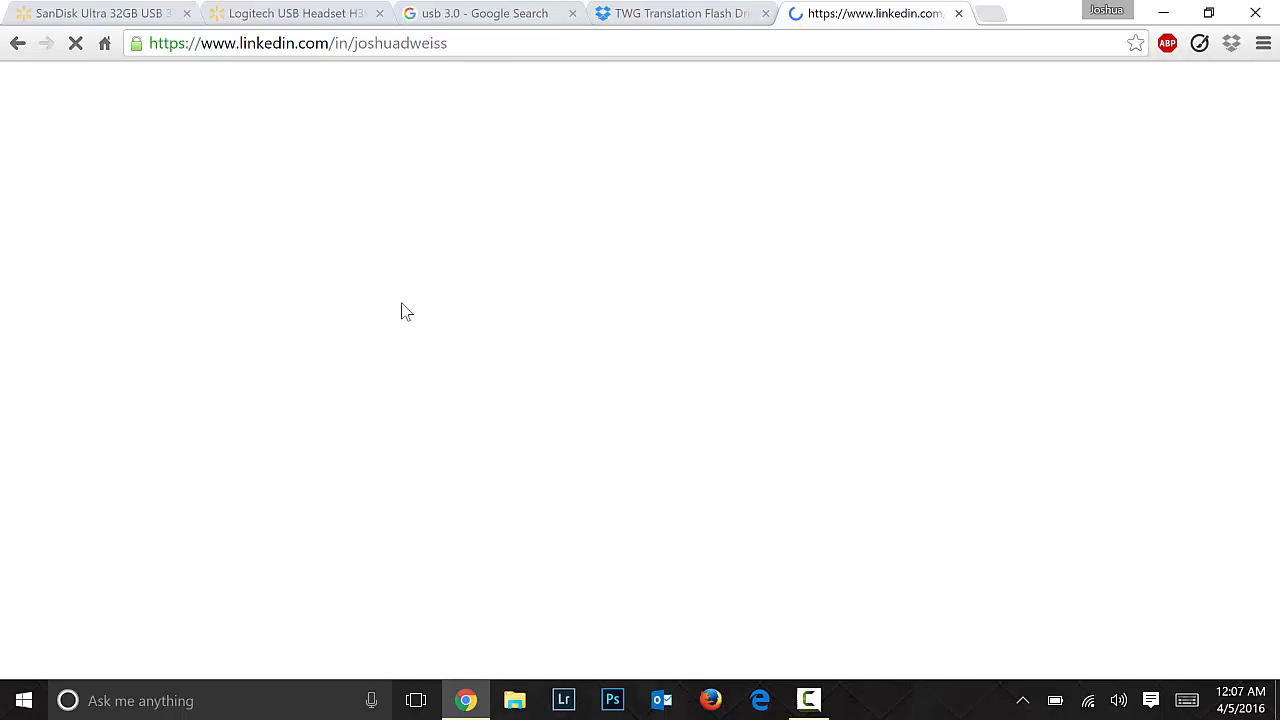 SanDisk Ultra 32GB USB 3
Logitech USB Headset H3
usb 3.0 - Google Search
TWG Translation Flash Dr
https://www.linkedin.com
Joshua
https://www.linkedin.com/in/joshuadweiss
ABP
Ask me anything
Lr
Ps
12:07 AM
4/5/2016